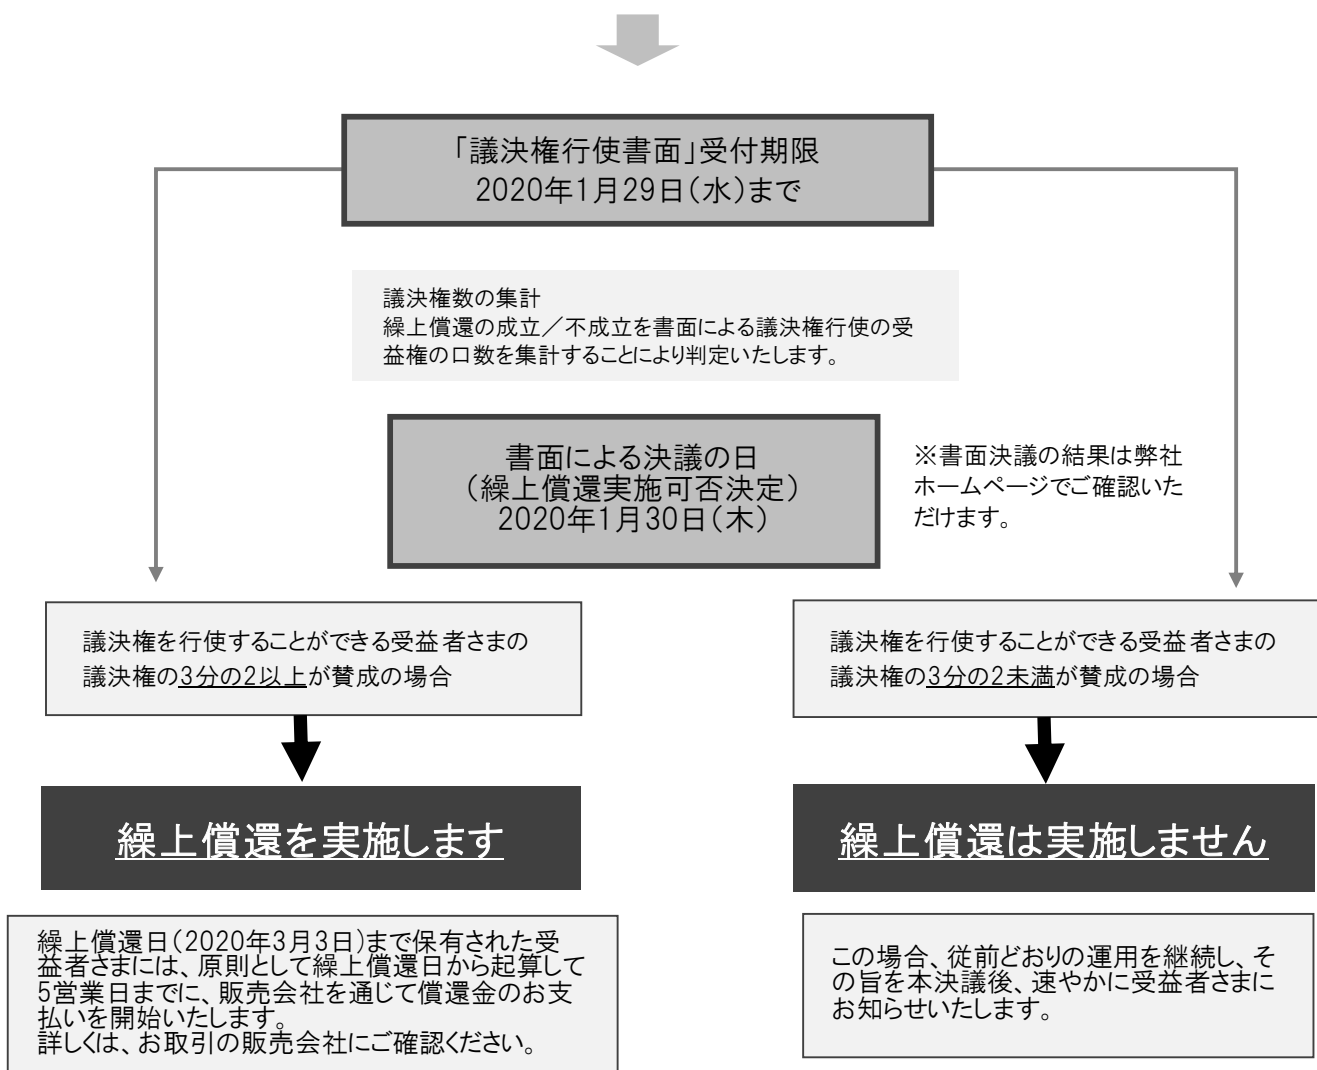 「議決権行使書面」受付期限
2020年1月29日(水)まで
議決権数の集計
繰上償還の成立／不成立を書面による議決権行使の受
益権の口数を集計することにより判定いたします。
書面による決議の日
(繰上償還実施可否決定)
2020年1月30日(木)
※書面決議の結果は弊社
ホームページでご確認いた
だけます。
議決権を行使することができる受益者さまの
議決権の3分の2以上が賛成の場合
繰上償還を実施します
繰上償還日(2020年3月3日)まで保有された受
益者さまには、原則として繰上償還日から起算して
5営業日までに、販売会社を通じて償還金のお支
払いを開始いたします。
詳しくは、お取引の販売会社にご確認ください。
議決権を行使することができる受益者さまの
議決権の3分の2未満が賛成の場合
繰上償還は実施しません
この場合、従前どおりの運用を継続し、そ
の旨を本決議後、速やかに受益者さまに
お知らせいたします。